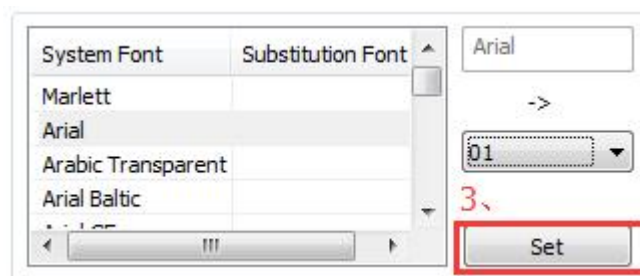 System Font Substitution Font
Marlett
Arial
Arabic Transparent
Arial Baltic
Arial
->
01
3、
Set